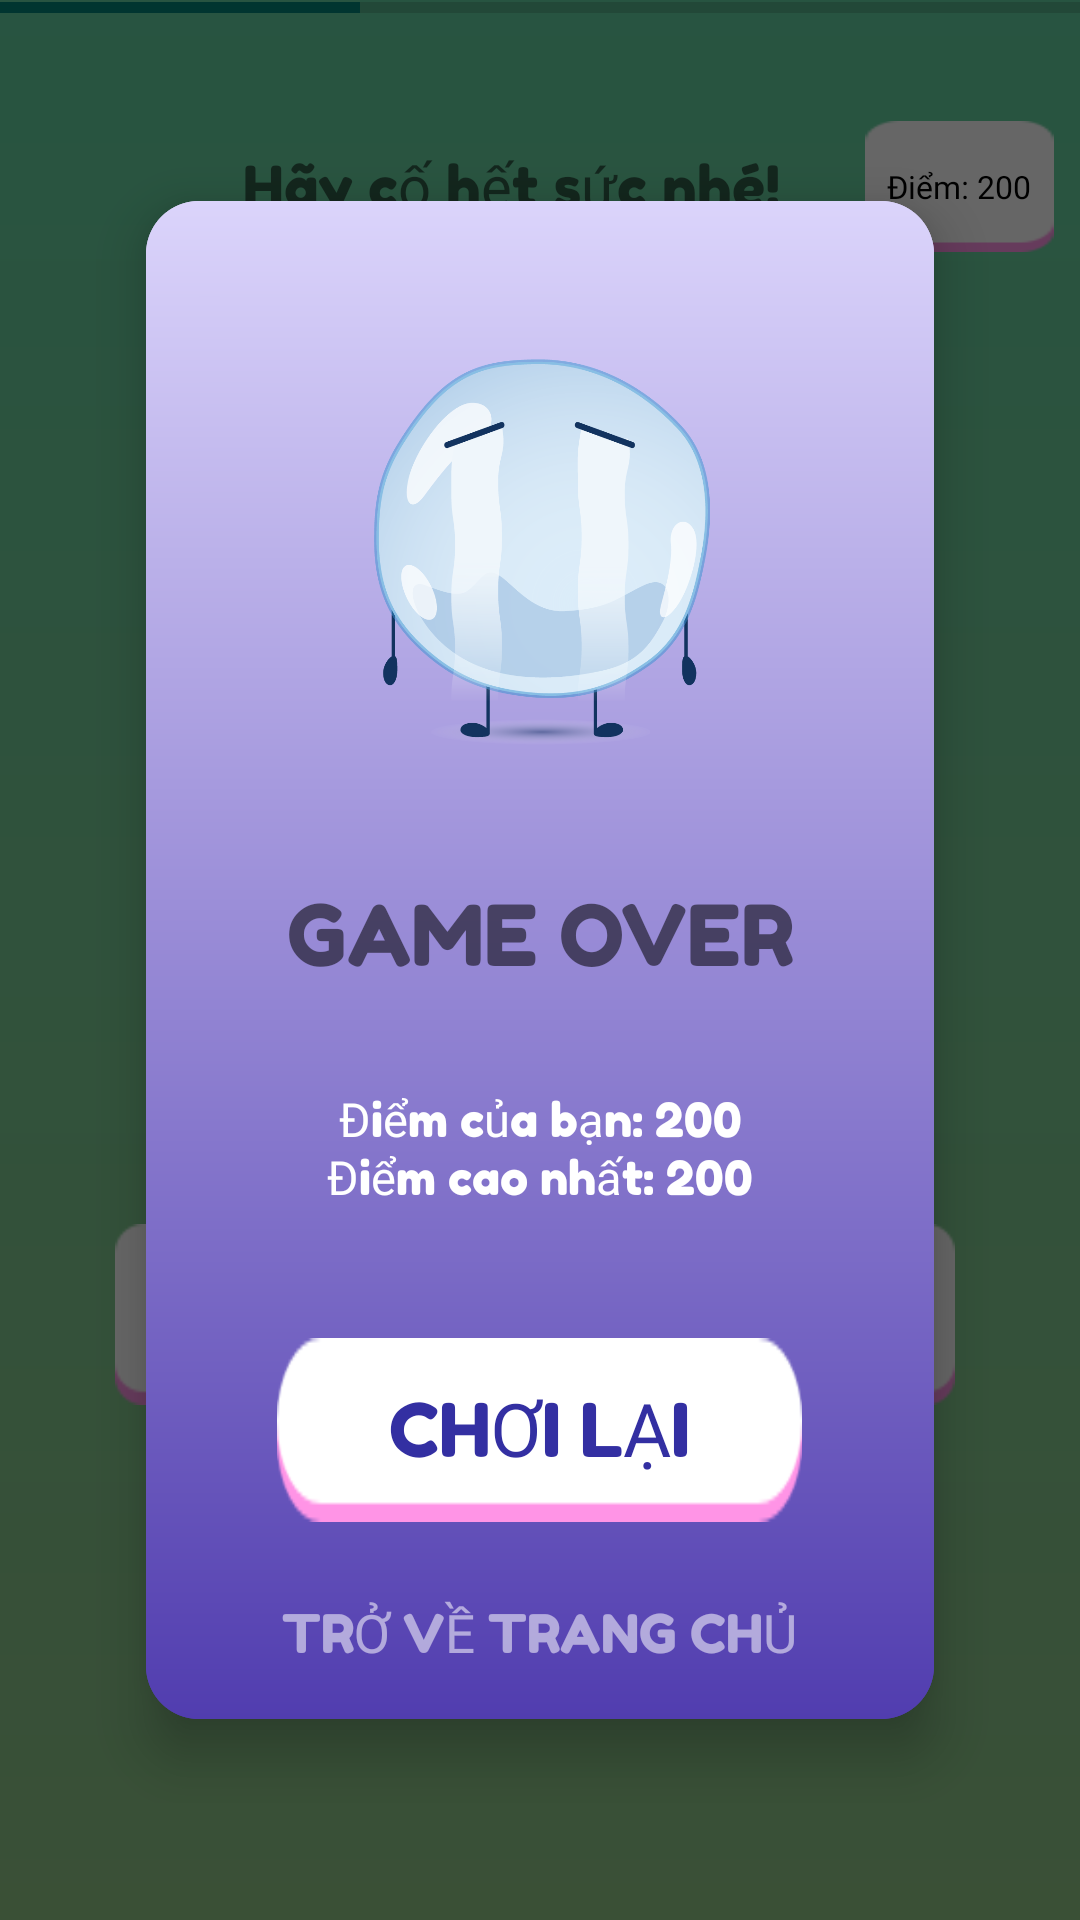 Hãy cố hết sức nhé!
Điểm: 200
GAME OVER
Điểm của bạn: 200
Điểm cao nhất: 200
CHƠI LẠI
TRỞ VỀ TRANG CHỦ